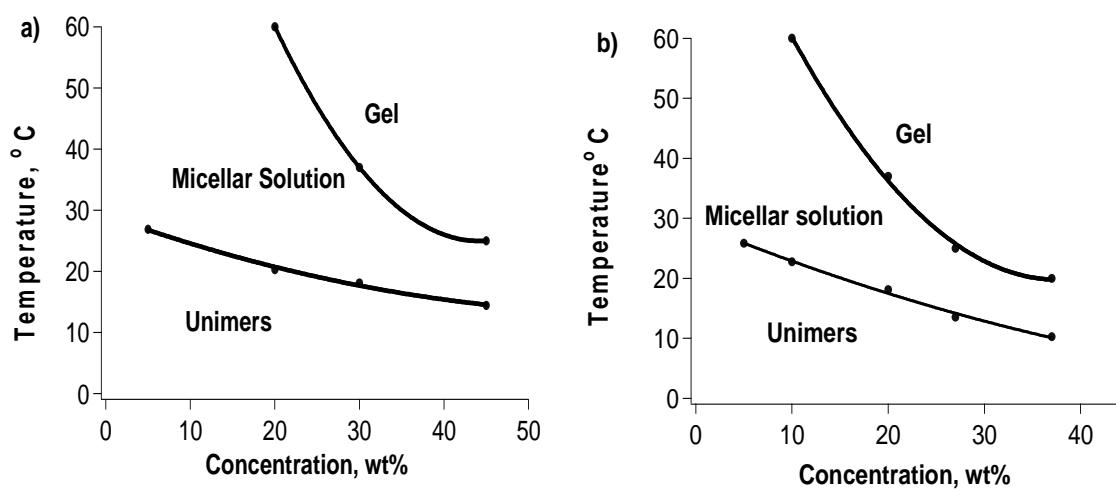 a)
Temperature, ° C
60
50
40
30
20
10
0
Gel
Micellar Solution
Unimers
0 10 20 30 40 50
Concentration, wt%
b)
Temperature° C
60
50
40
30
20
10
0
Gel
Micellar solution
Unimers
0 10 20 30 40
Concentration, wt%